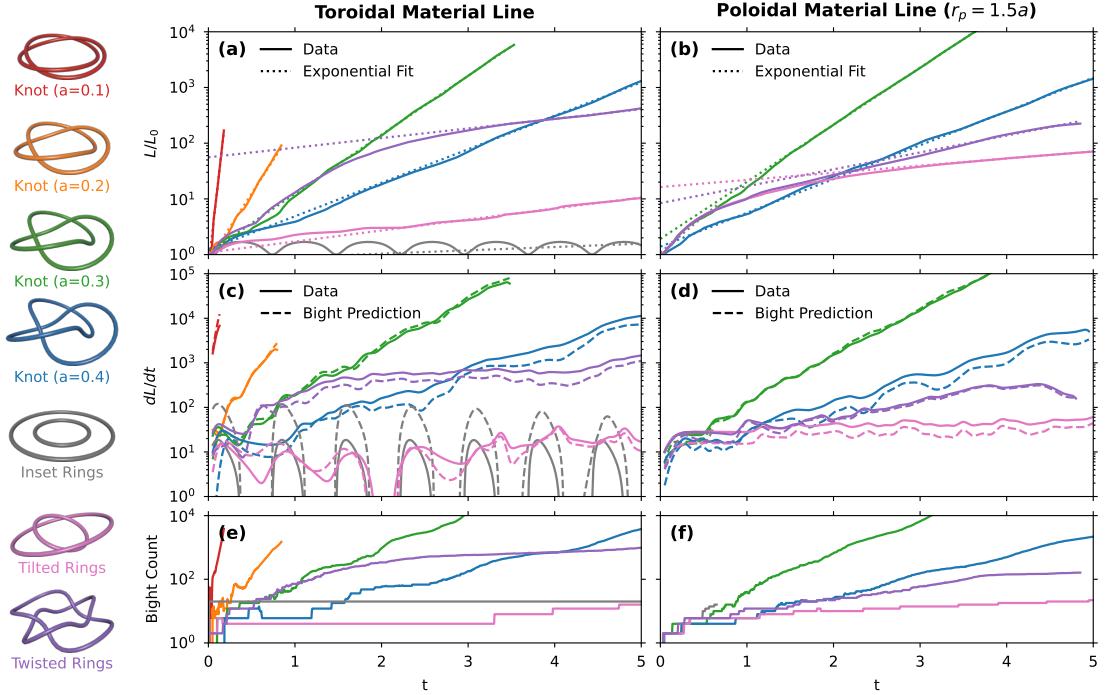 Toroidal Material Line
Poloidal Material Line (r_p = 1.5a)
Knot (a=0.1)
Knot (a=0.2)
Knot (a=0.3)
Knot (a=0.4)
Inset Rings
Tilted Rings
Twisted Rings
(a)
Data
Exponential Fit
L/L_0
10^4
10^3
10^2
10^1
10^0
(b)
Data
Exponential Fit
(c)
Data
Bight Prediction
dL/dt
10^5
10^4
10^3
10^2
10^1
10^0
(d)
Data
Bight Prediction
(e)
Bight Count
10^4
10^2
10^0
0 1 2 3 4 5
t
(f)
0 1 2 3 4 5
t